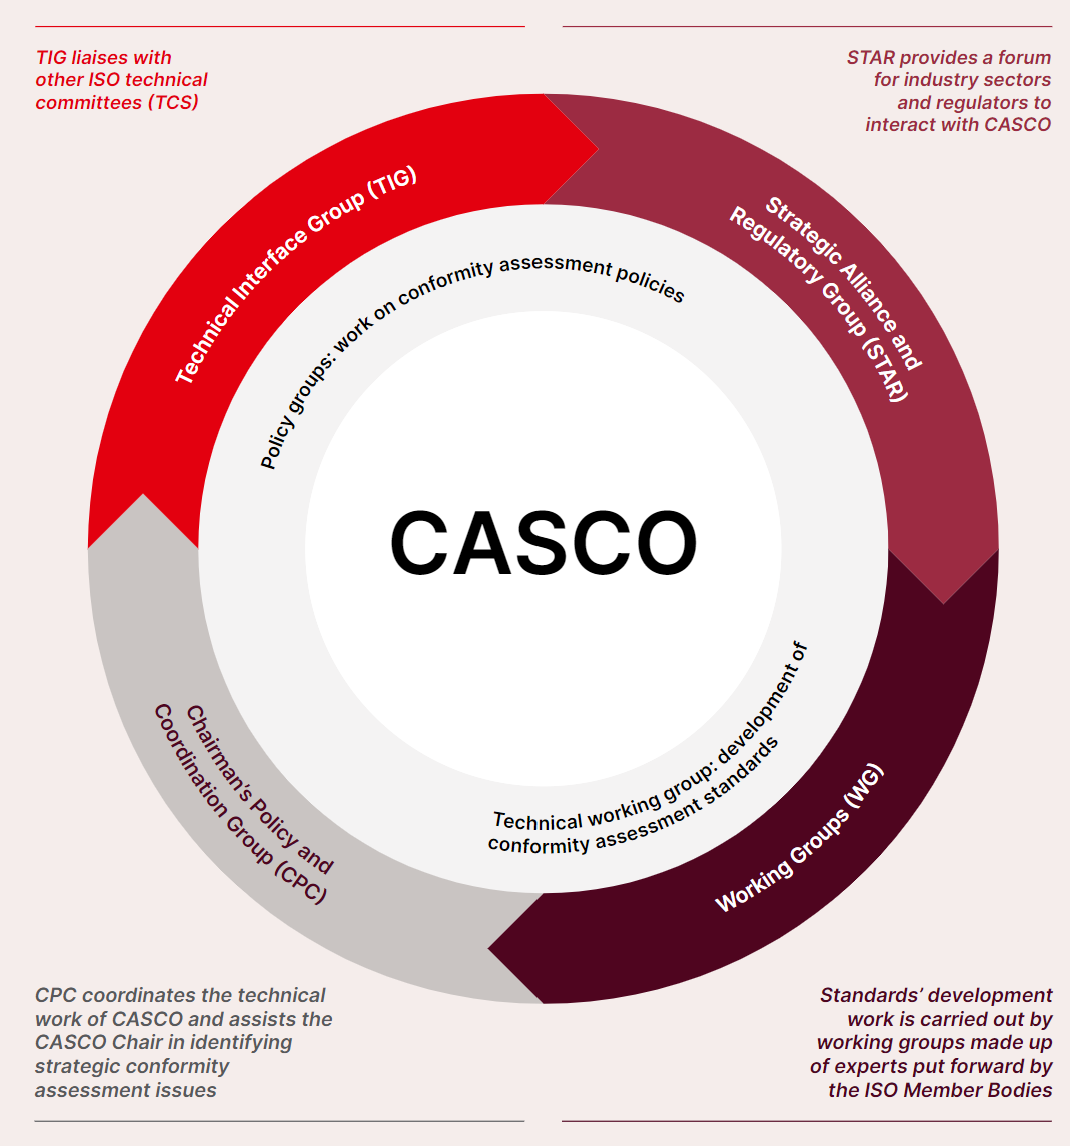 TIG liaises with
other ISO technical
committees (TCS)
STAR provides a forum
for industry sectors
and regulators to
interact with CASCO
Technical Interface Group (TIG)
Strategic Alliance and
Regulatory Group (STAR)
Policy groups: work on conformity assessment policies
CASCO
Technical working group: development of
conformity assessment standards
Chairman's Policy and
Coordination Group (CPC)
Working Groups (WG)
CPC coordinates the technical
work of CASCO and assists the
CASCO Chair in identifying
strategic conformity
assessment issues
Standards’ development
work is carried out by
working groups made up
of experts put forward by
the ISO Member Bodies